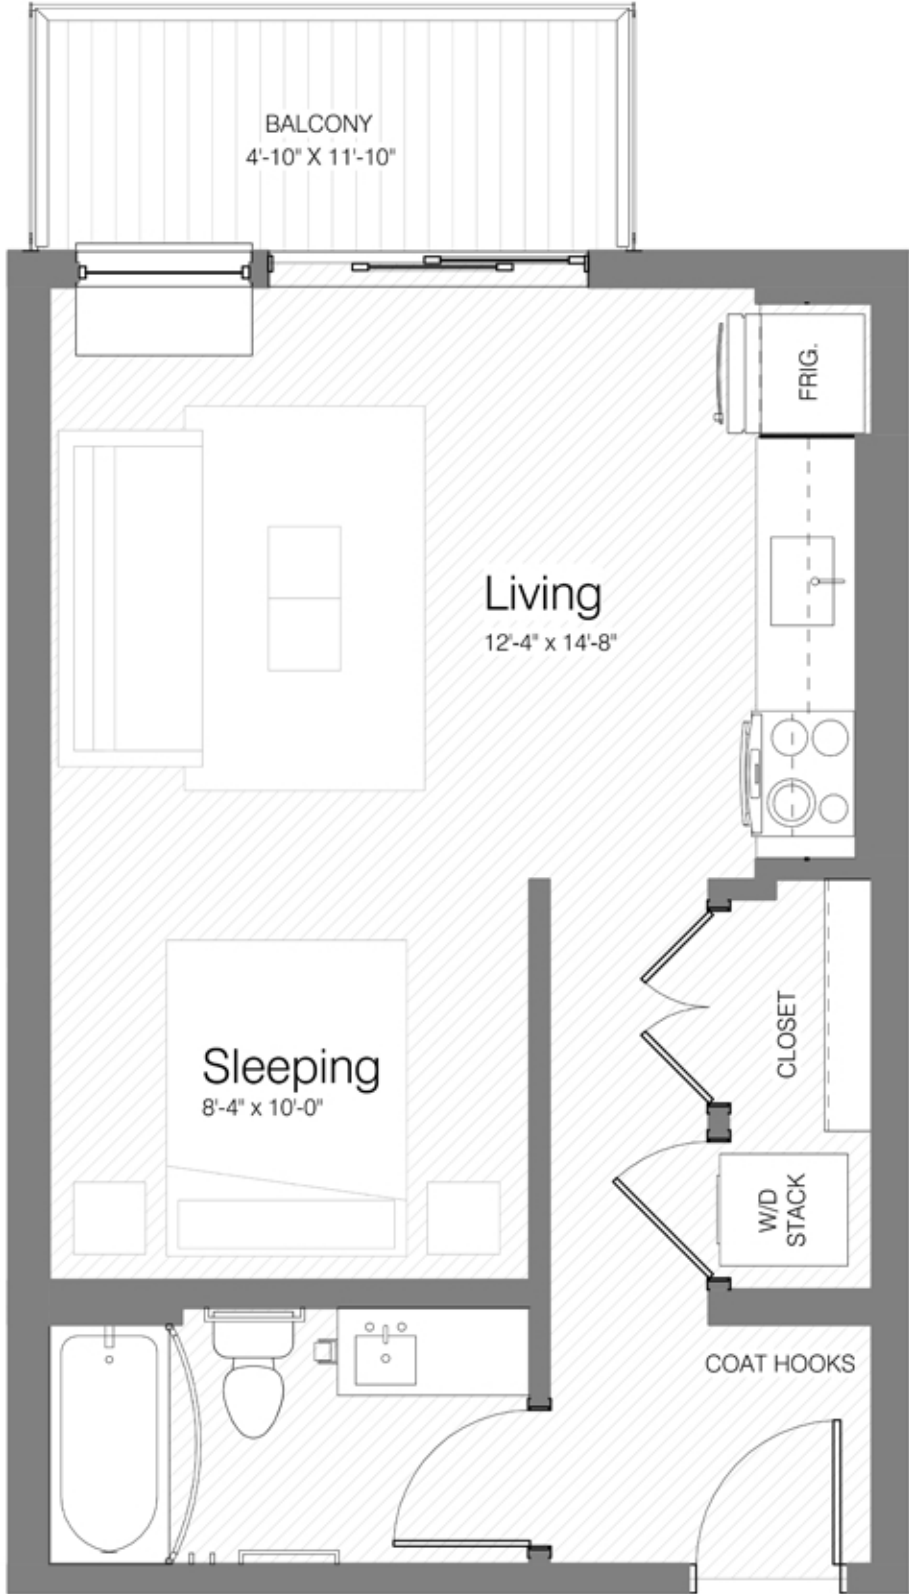 BALCONY
4'-10" X 11'-10"
FRIG.
Living
12'-4" x 14'-8"
CLOSET
Sleeping
8'-4" x 10'-0"
W/D
STACK
COAT HOOKS